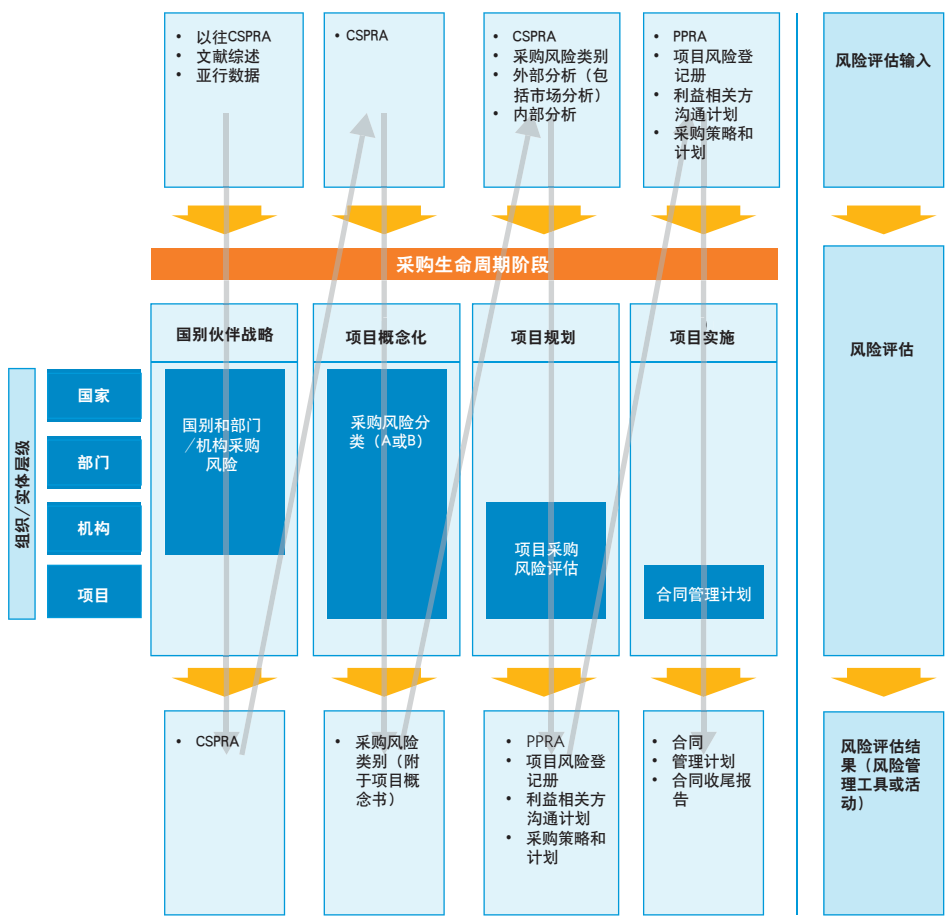 • 以往CSPRA
• 文献综述
• 亚行数据
• CSPRA
• CSPRA
• 采购风险类别
• 外部分析（包
括市场分析）
• 内部分析
• PPRA
• 项目风险登
记册
• 利益相关方
沟通计划
• 采购策略和
计划
风险评估输入
采购生命周期阶段
国别伙伴战略
项目概念化
项目规划
项目实施
风险评估
组织/实体层级
国家
部门
机构
项目
国别和部门
/机构采购
风险
采购风险分
类（A或B）
项目采购
风险评估
合同管理计划
• CSPRA
• 采购风险
类别（附
于项目概
念书）
• PPRA
• 项目风险登
记册
• 利益相关方
沟通计划
• 采购策略和
计划
• 合同
• 管理计划
• 合同收尾报
告
风险评估结
果（风险管
理工具或活
动）